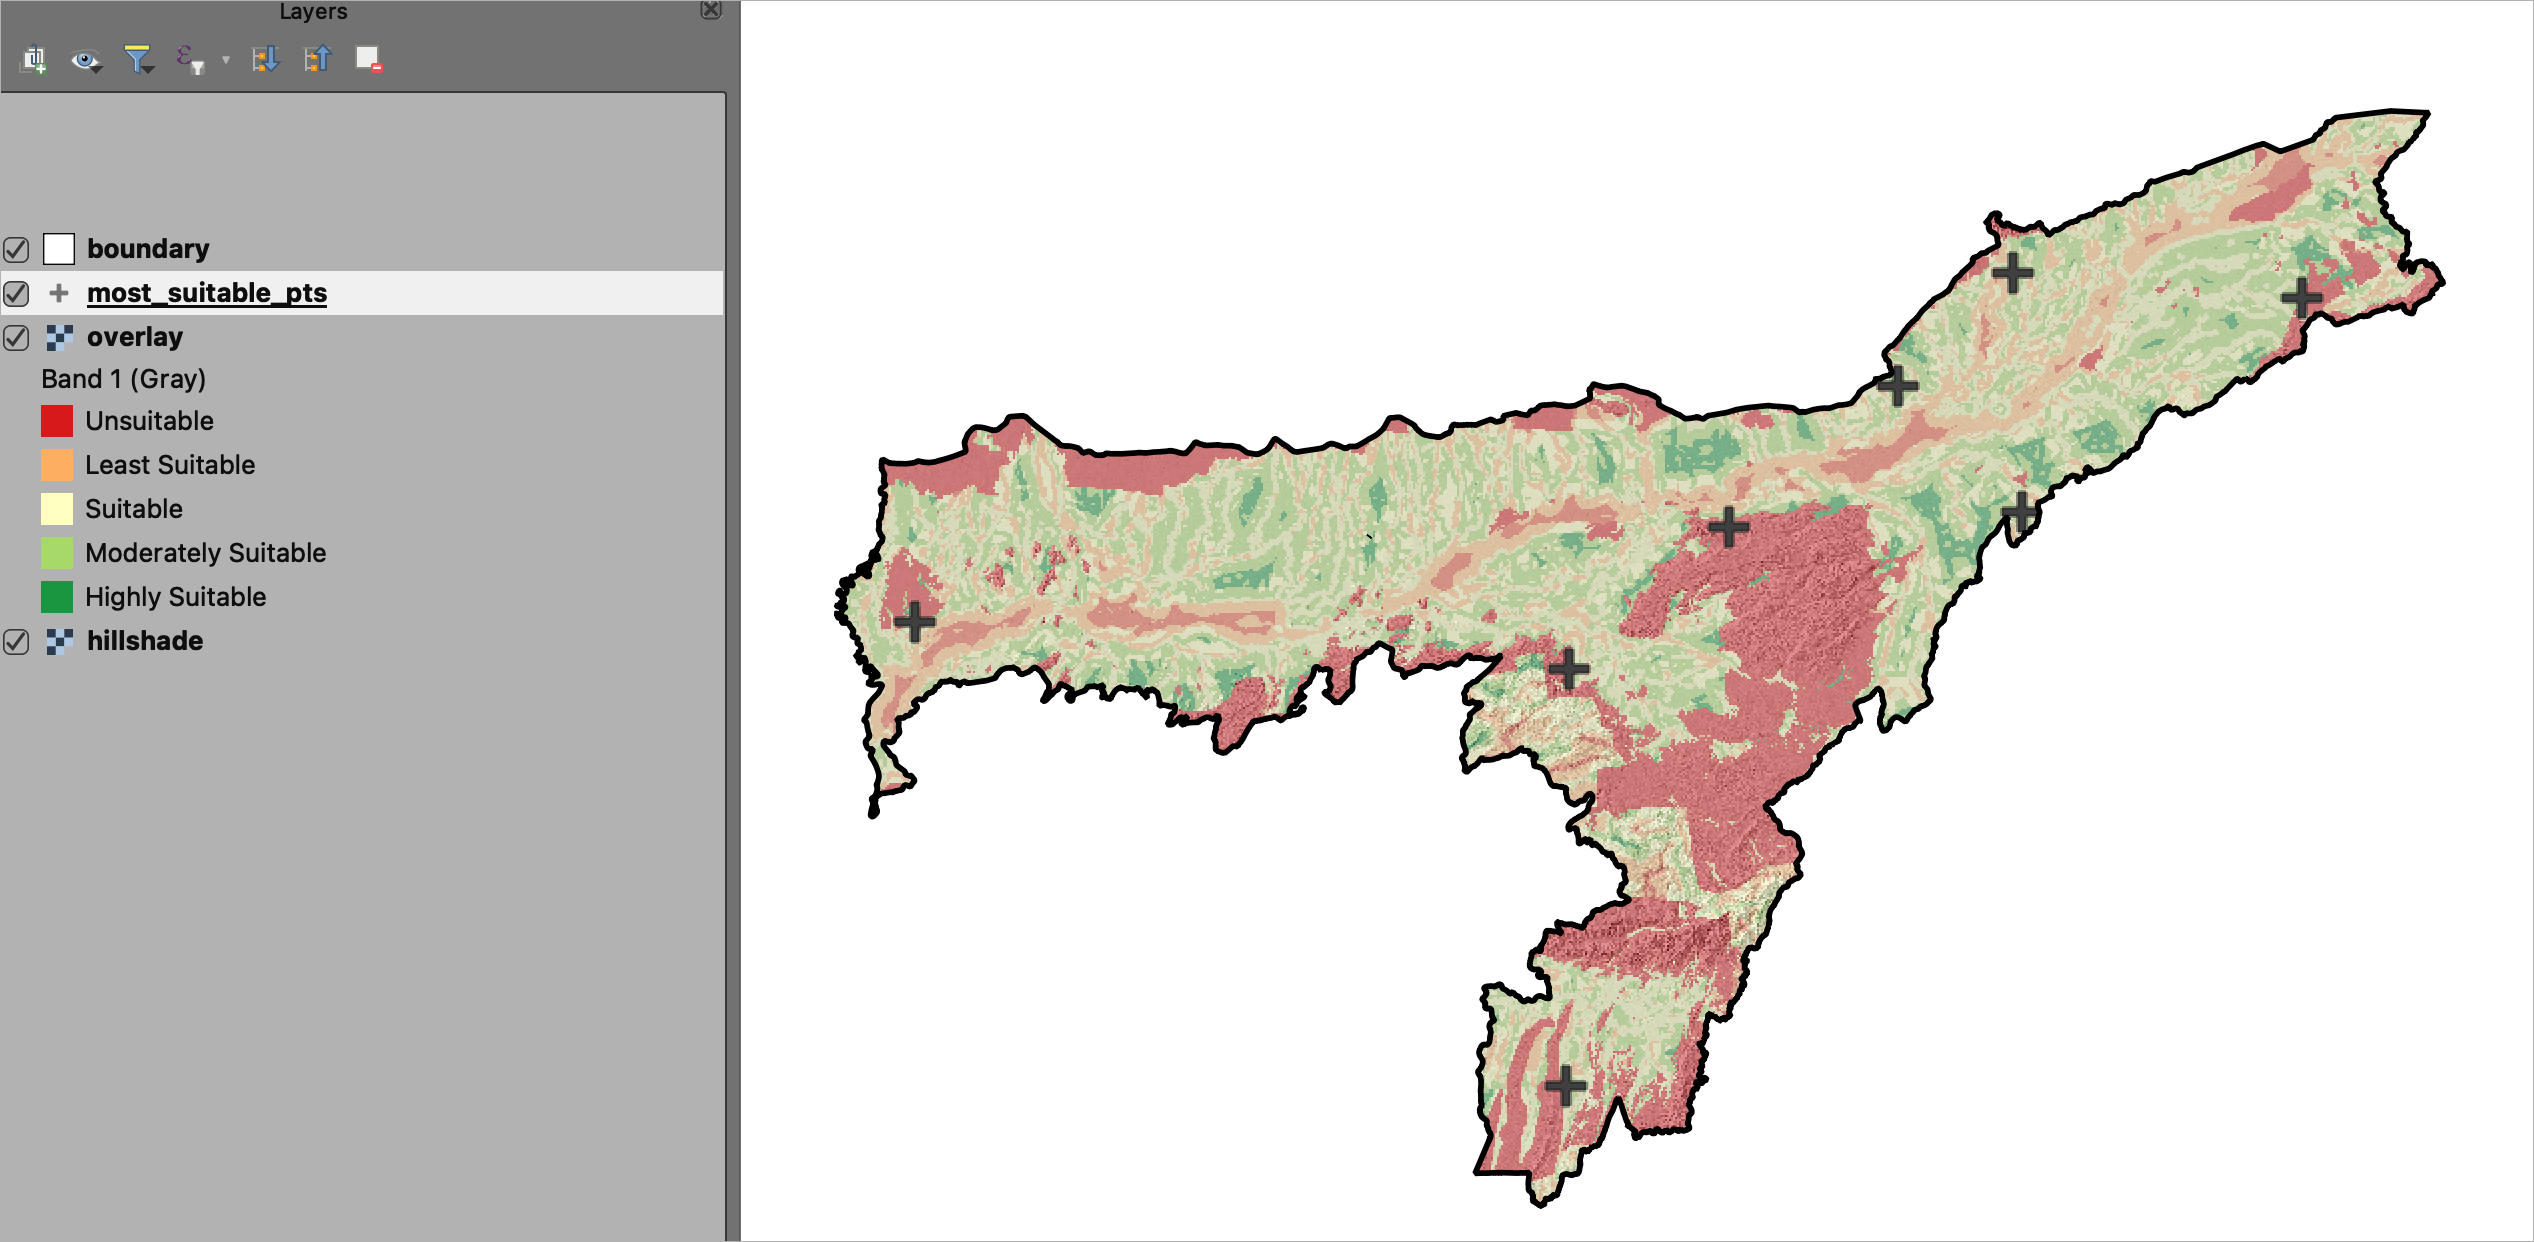 Layers
boundary
most_suitable_pts
overlay
Band 1 (Gray)
Unsuitable
Least Suitable
Suitable
Moderately Suitable
Highly Suitable
hillshade